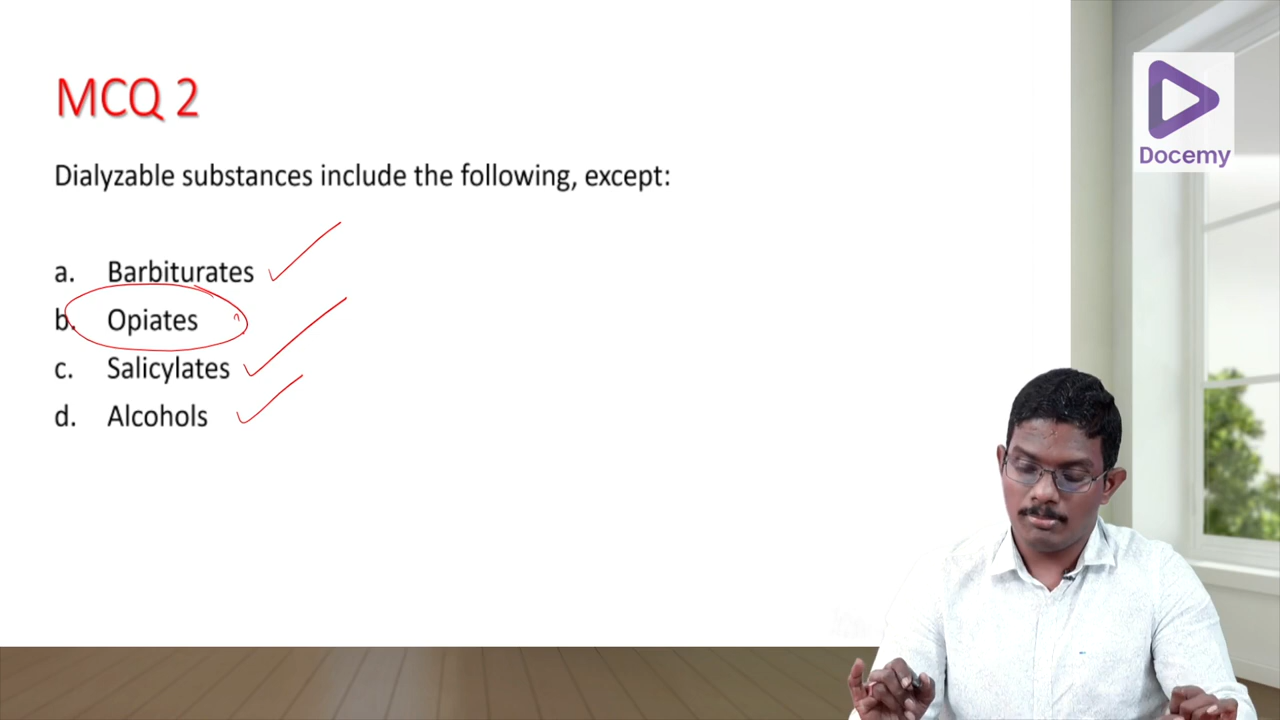 MCQ 2
Dialyzable substances include the following, except:
a. Barbiturates
b. Opiates
c. Salicylates
d. Alcohols
Docemy